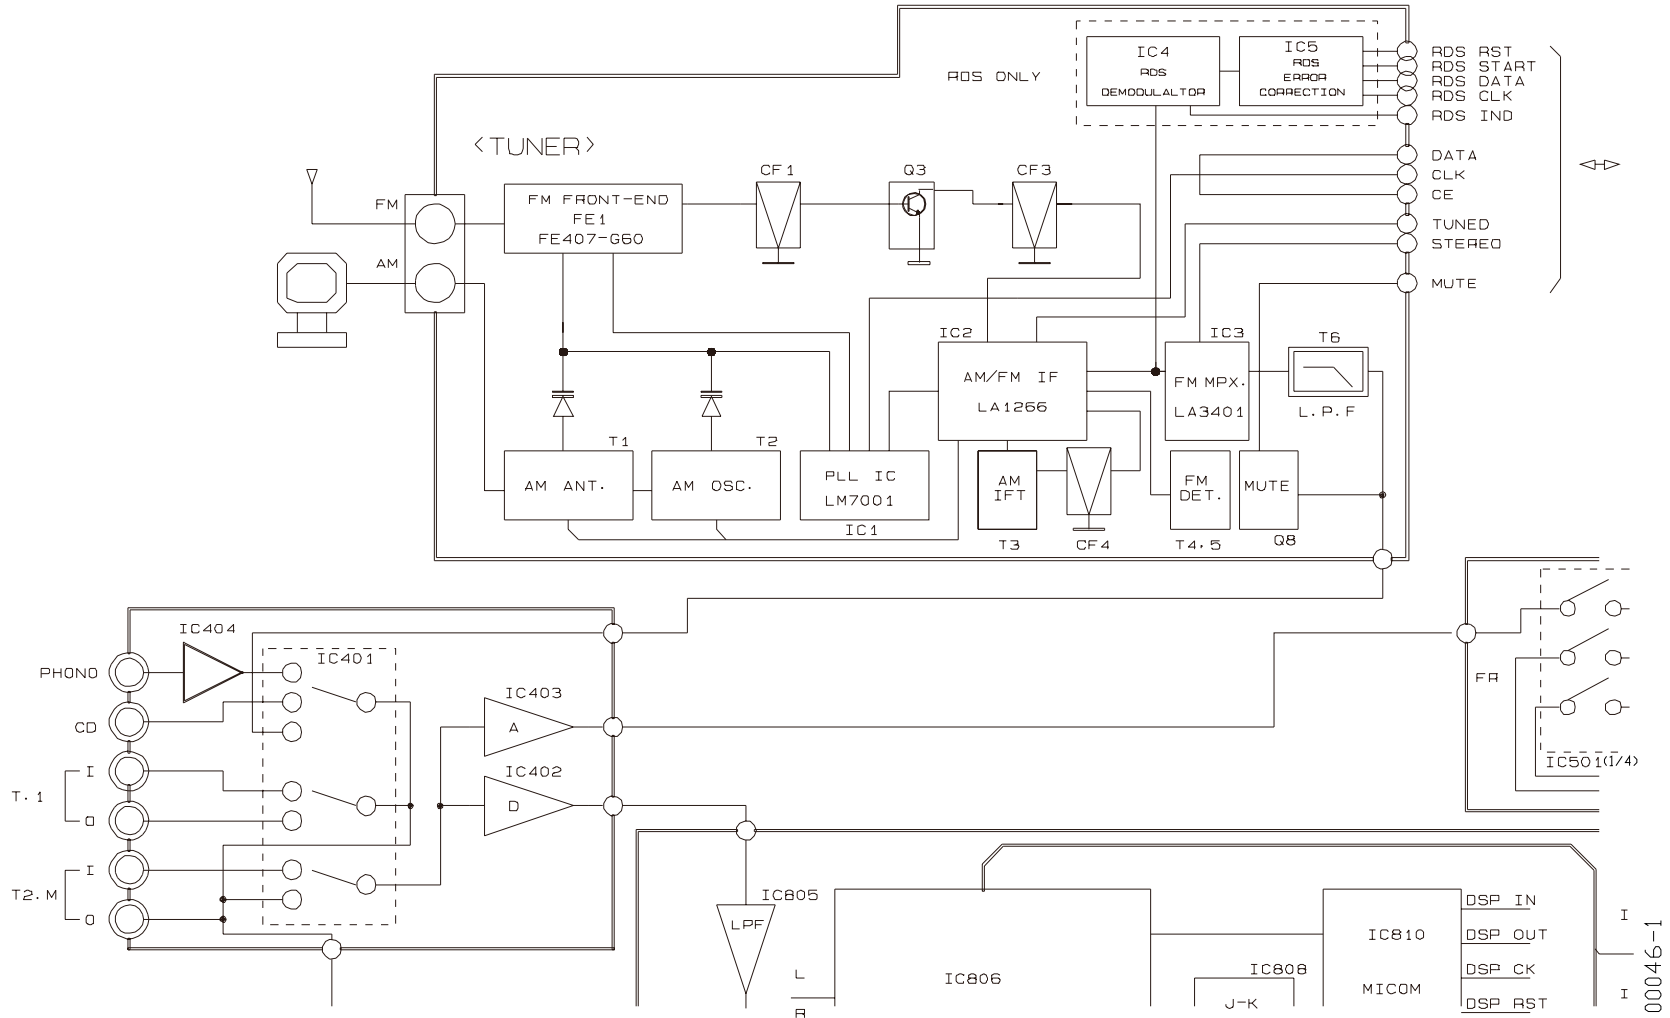 RDS ONLY
IC4
RDS
DEMODULALTOR
IC5
RDS
ERROR
CORRECTION
RDS RST
RDS START
RDS DATA
RDS CLK
RDS IND
DATA
CLK
CE
TUNED
STEREO
MUTE
<TUNER>
FM
AM
FM FRONT-END
FE1
FE407-G60
CF1
Q3
CF3
IC2
AM/FM IF
LA1266
IC3
FM MPX.
LA3401
T6
L.P.F
T1
AM ANT.
T2
AM OSC.
PLL IC
LM7001
IC1
AM
IFT
T3
CF4
FM
DET.
T4.5
MUTE
Q8
IC404
IC401
PHONO
CD
T.1
I
O
T2.M
I
O
IC403
A
IC402
D
FR
IC501(1/4)
IC805
LPF
L
R
IC806
IC808
J-K
IC810
MICOM
DSP IN
DSP OUT
DSP CK
DSP RST
I
I
00046-1